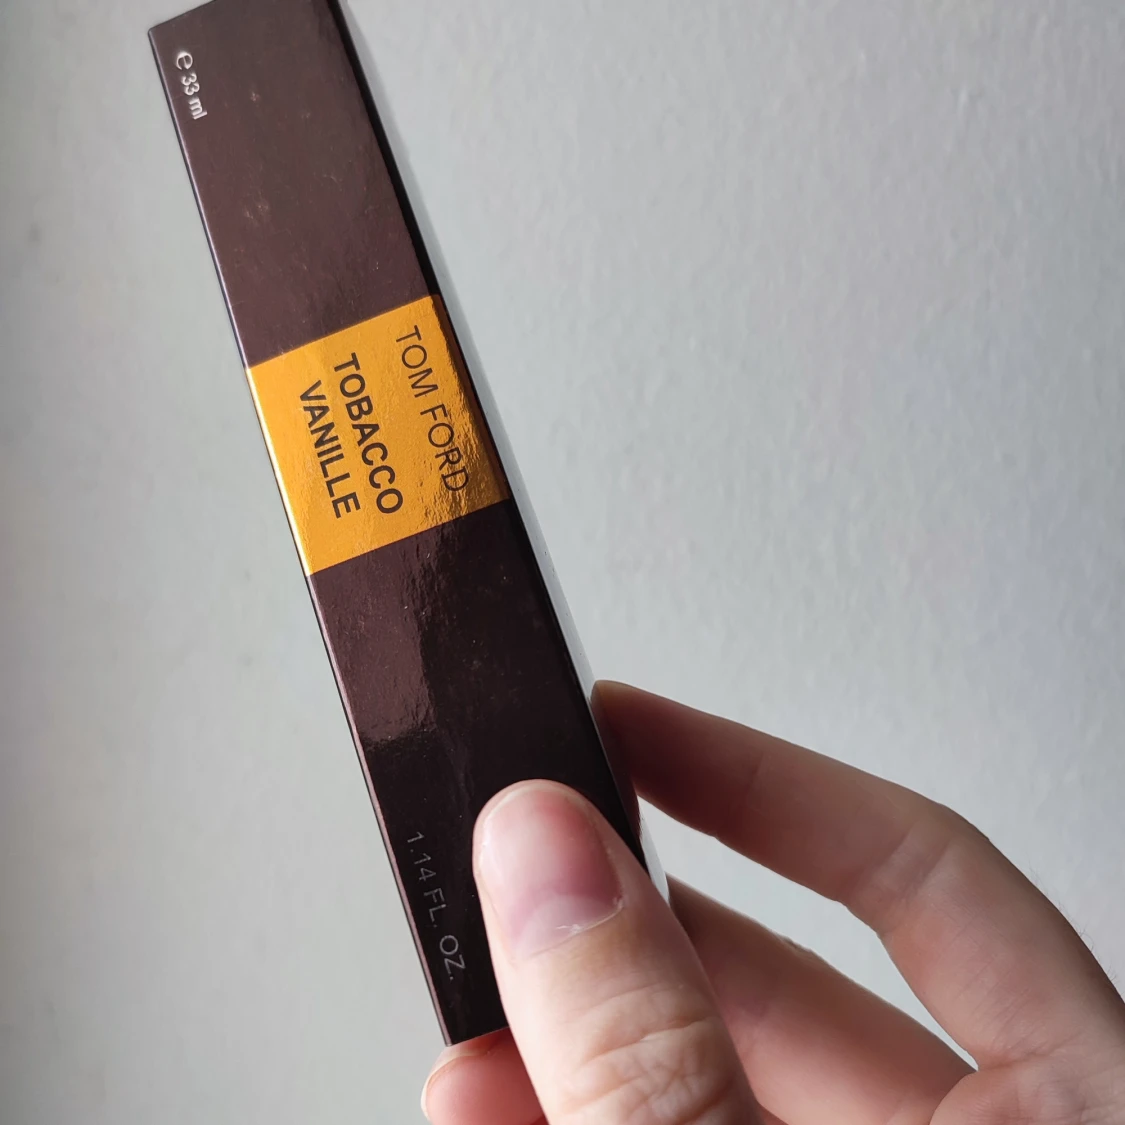 ℮ 33 ml
TOM FORD
TOBACCO
VANILLE
1.14 FL. OZ.